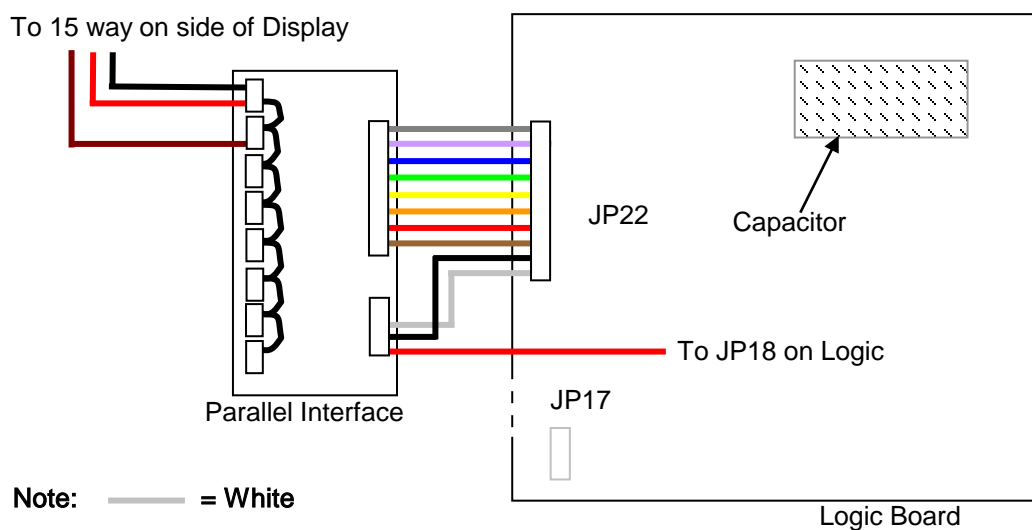 To 15 way on side of Display
JP22
Capacitor
To JP18 on Logic
JP17
Parallel Interface
Note: = White
Logic Board